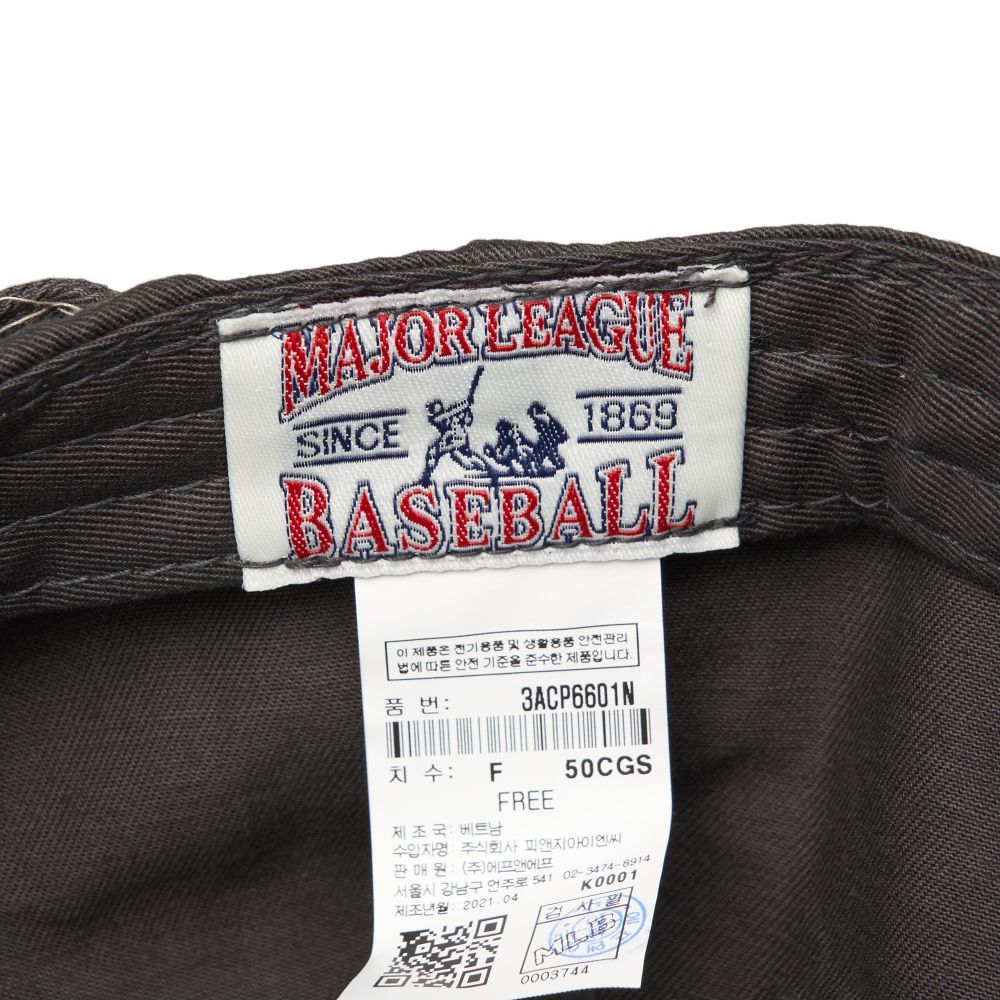 MAJOR LEAGUE
SINCE 1869
BASEBALL
이 제품은 전기용품 및 생활용품 안전관리
법에 따른 안전 기준을 준수한 제품입니다.
품 번: 3ACP6601N
치 수: F 50CGS
FREE
제 조 국: 베트남
수입자명: 주식회사 피앤지아이엔씨
판 매 원: (주)에프앤에프
서울시 강남구 언주로 541 02-3474-8914
제조년월: 2021.04 K0001
검 사 필
MLB
0003744